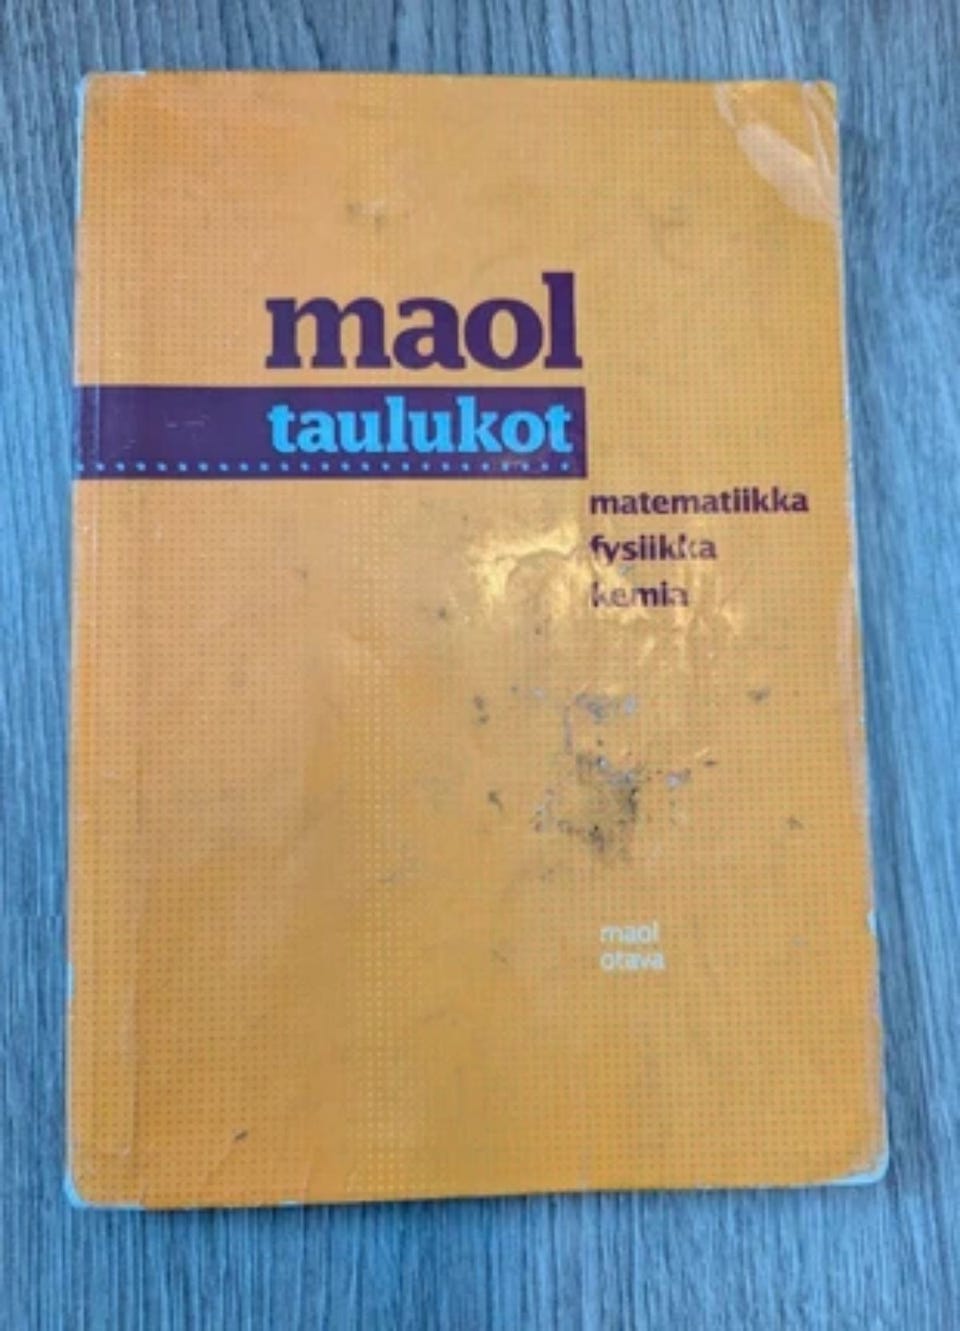 maol
taulukot
matematiikka
fysiikka
kemia
maol
otava